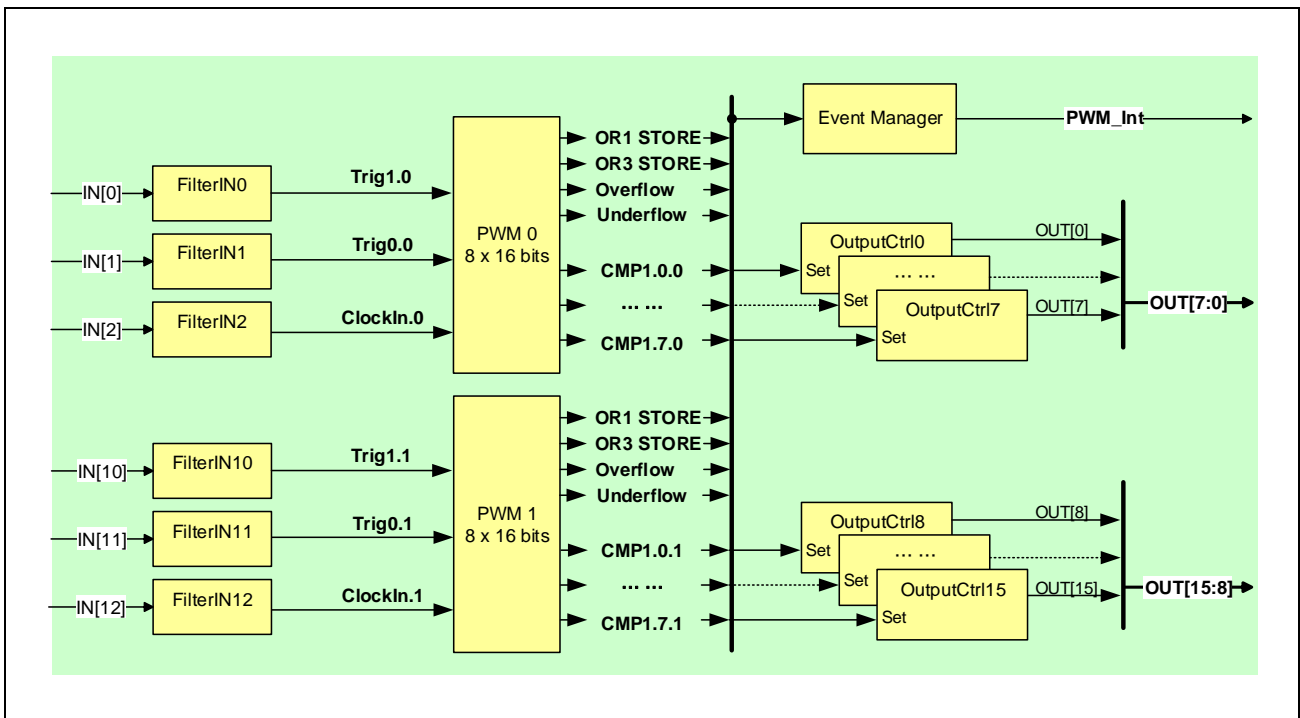 Event Manager
PWM_Int
OR1 STORE
OR3 STORE
Overflow
Underflow
IN[0]
FilterIN0
Trig1.0
IN[1]
FilterIN1
Trig0.0
IN[2]
FilterIN2
ClockIn.0
PWM 0
8 x 16 bits
CMP1.0.0
... ...
CMP1.7.0
OutputCtrl0
Set
... ...
Set
OutputCtrl7
Set
OUT[0]
OUT[7]
OUT[7:0]
OR1 STORE
OR3 STORE
Overflow
Underflow
IN[10]
FilterIN10
Trig1.1
IN[11]
FilterIN11
Trig0.1
IN[12]
FilterIN12
ClockIn.1
PWM 1
8 x 16 bits
CMP1.0.1
... ...
CMP1.7.1
OutputCtrl8
Set
... ...
Set
OutputCtrl15
Set
OUT[8]
OUT[15]
OUT[15:8]